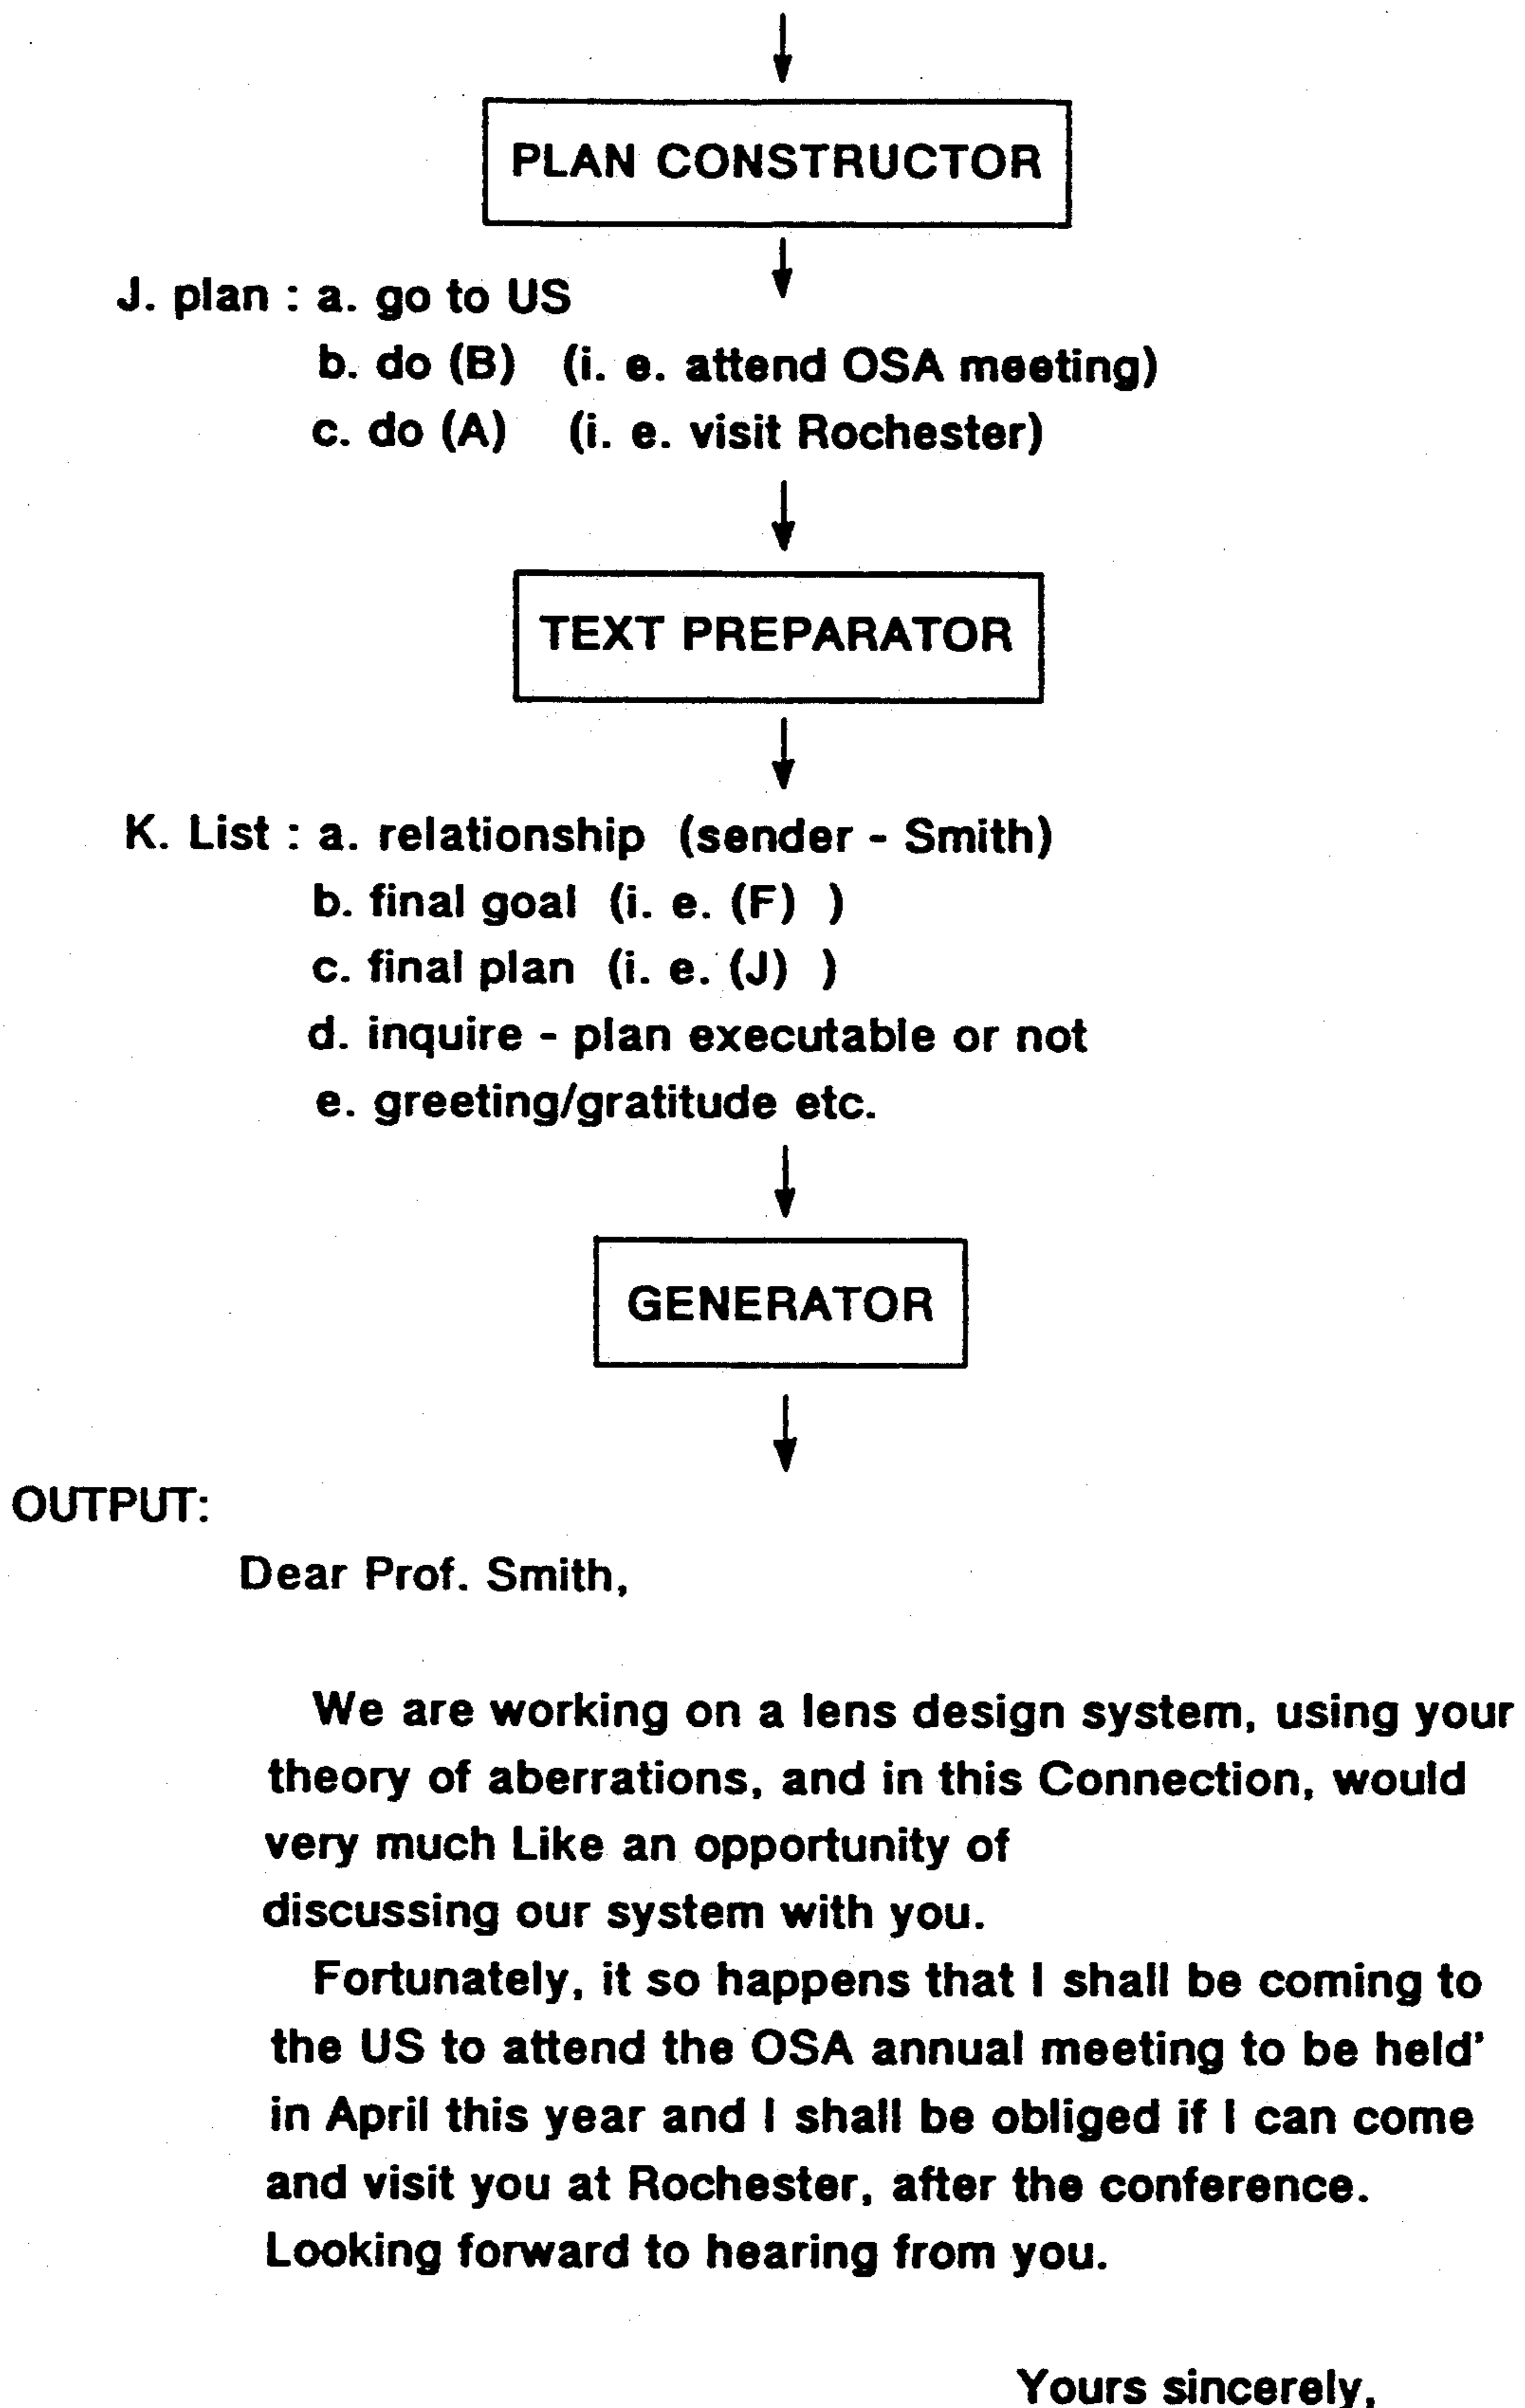 PLAN CONSTRUCTOR
J. plan : a. go to US
b. do (B) (i. e. attend OSA meeting)
c. do (A) (i. e. visit Rochester)
TEXT PREPARATOR
K. List : a. relationship (sender - Smith)
b. final goal (i. e. (F) )
c. final plan (i. e. (J) )
d. inquire - plan executable or not
e. greeting/gratitude etc.
GENERATOR
OUTPUT:
Dear Prof. Smith,
We are working on a lens design system, using your
theory of aberrations, and in this Connection, would
very much Like an opportunity of
discussing our system with you.
Fortunately, it so happens that I shall be coming to
the US to attend the OSA annual meeting to be held'
in April this year and I shall be obliged if I can come
and visit you at Rochester, after the conference.
Looking forward to hearing from you.
Yours sincerely,